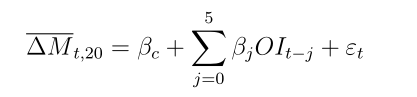 $\overline{\Delta M}_{t,20} = \beta_c + \sum_{j=0}^{5} \beta_j OI_{t-j} + \varepsilon_t$